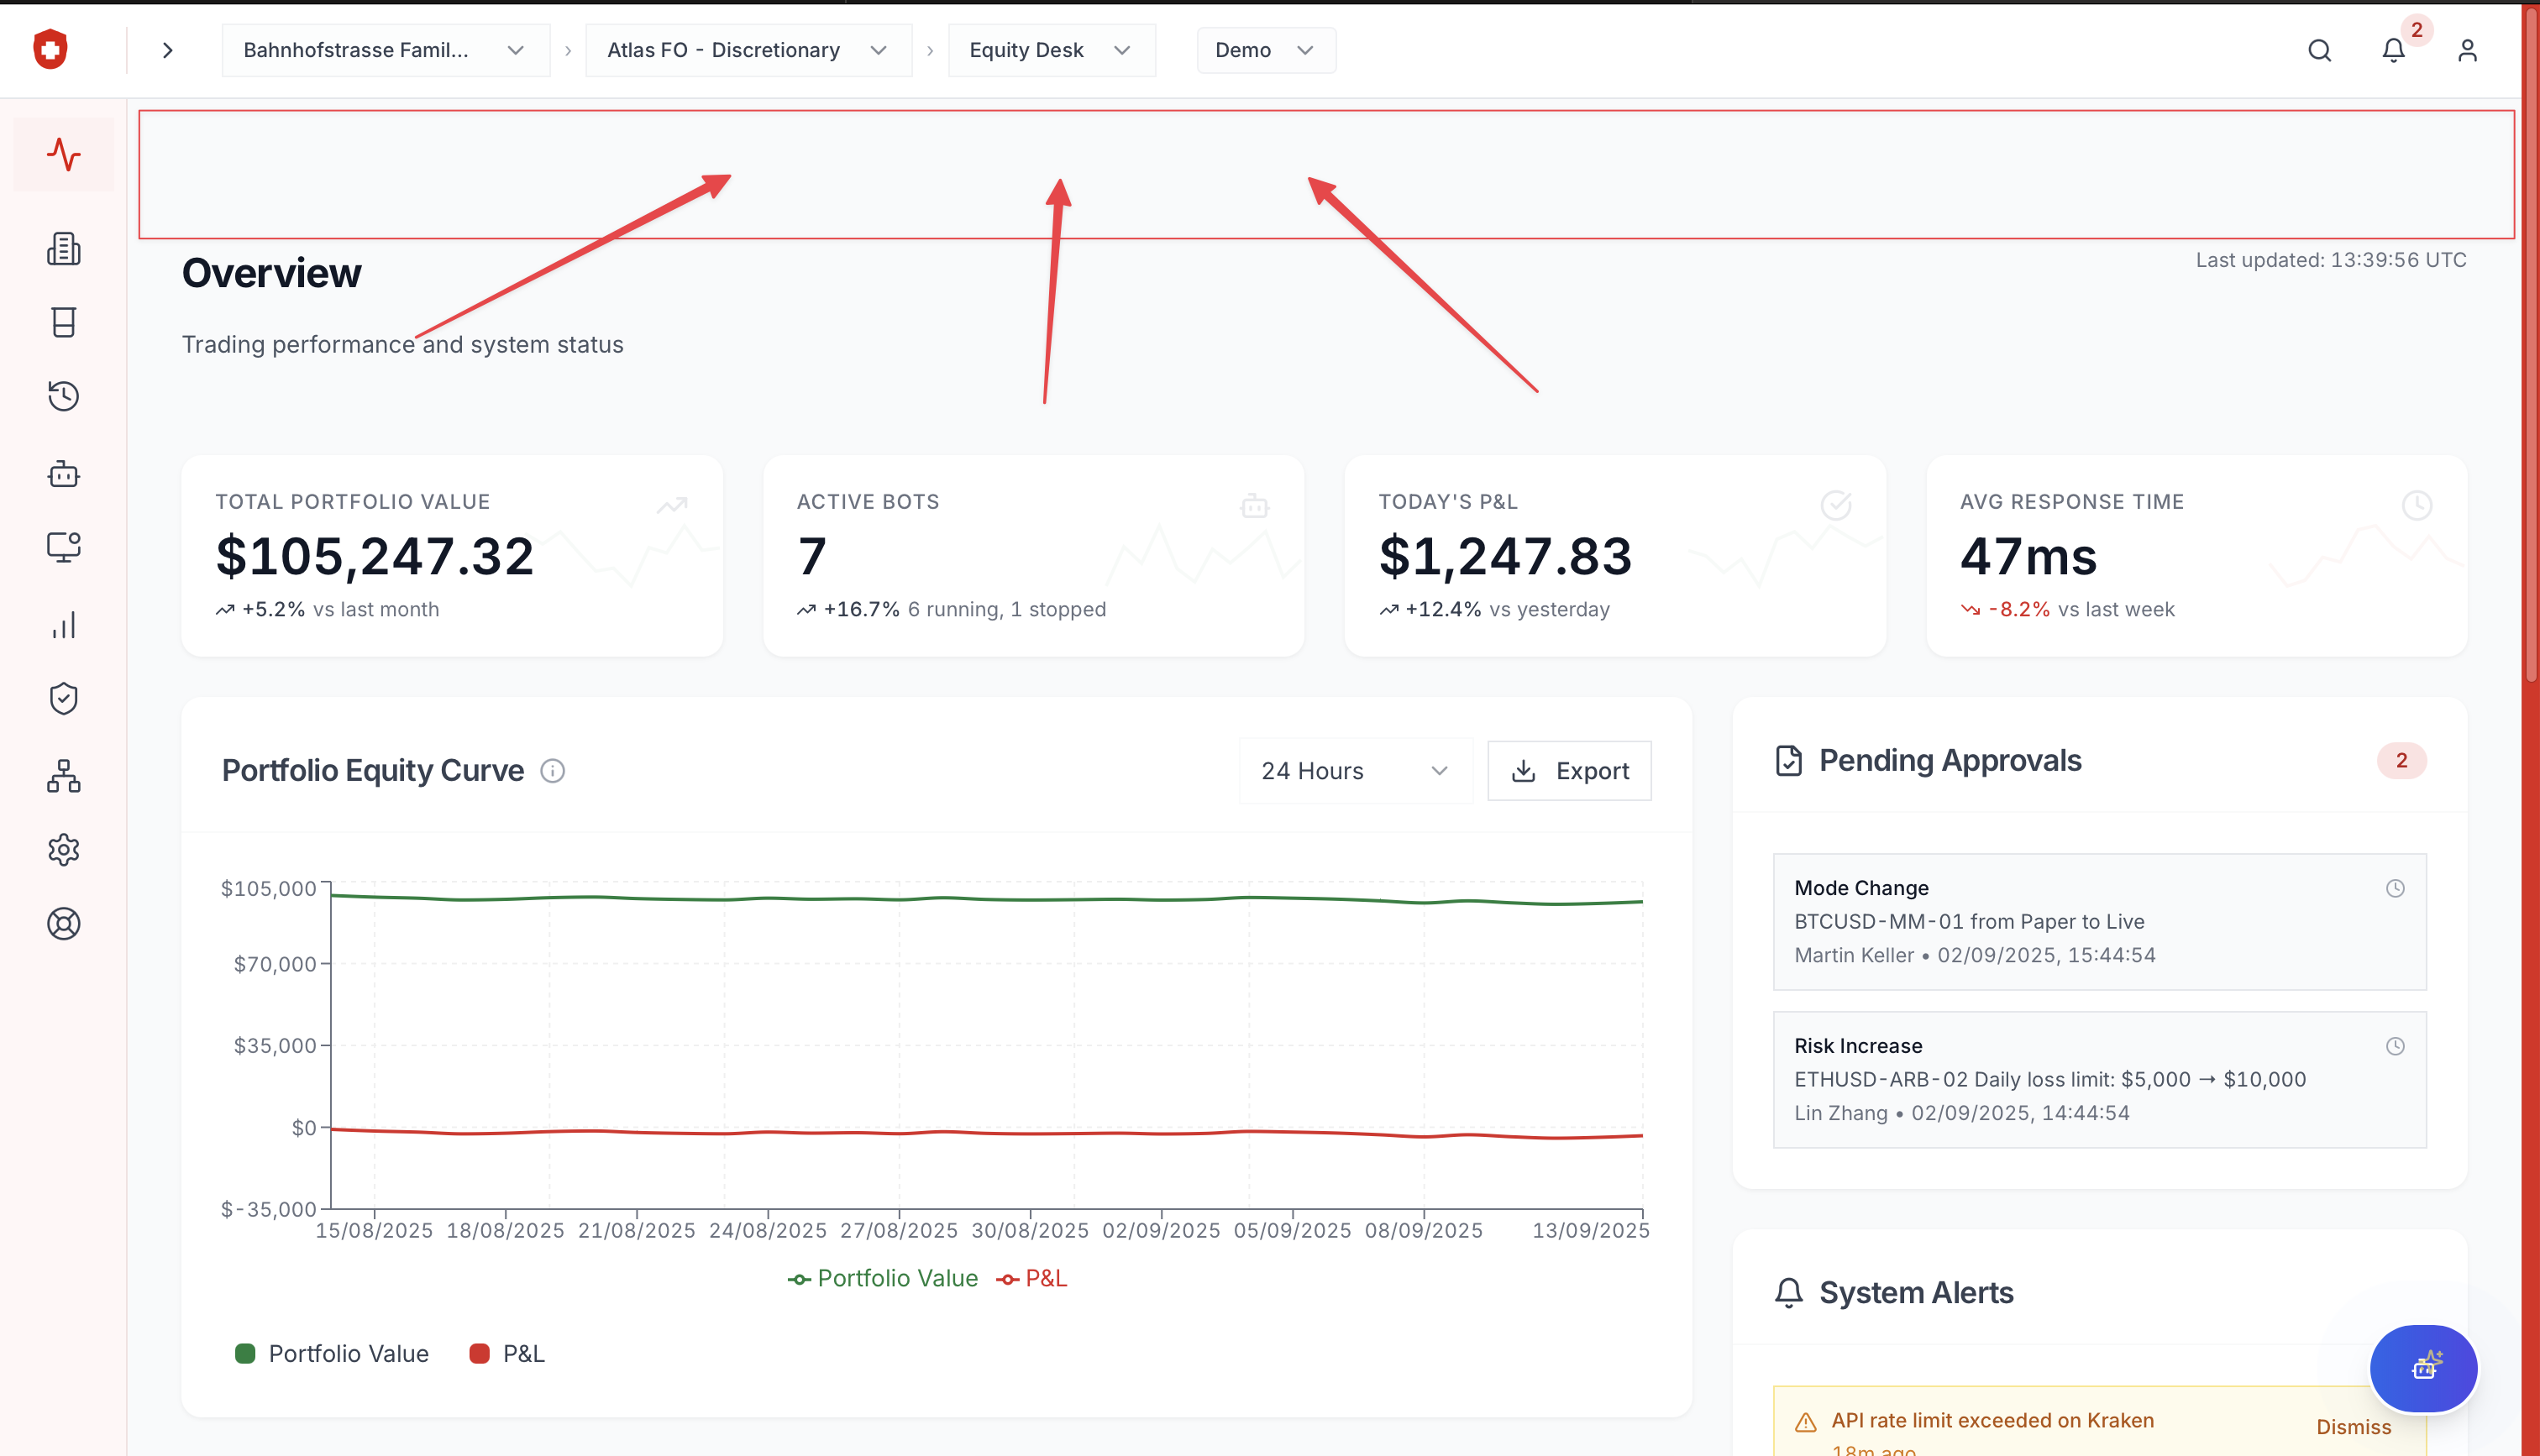 Bahnhofstrasse Famil... › Atlas FO - Discretionary › Equity Desk Demo 2
Overview
Last updated: 13:39:56 UTC
Trading performance and system status
TOTAL PORTFOLIO VALUE
$105,247.32
+5.2% vs last month
ACTIVE BOTS
7
+16.7% 6 running, 1 stopped
TODAY'S P&L
$1,247.83
+12.4% vs yesterday
AVG RESPONSE TIME
47ms
-8.2% vs last week
Portfolio Equity Curve
24 Hours
Export
$105,000
$70,000
$35,000
$0
$-35,000
15/08/2025 18/08/2025 21/08/2025 24/08/2025 27/08/2025 30/08/2025 02/09/2025 05/09/2025 08/09/2025 13/09/2025
Portfolio Value P&L
Portfolio Value P&L
Pending Approvals
2
Mode Change
BTCUSD-MM-01 from Paper to Live
Martin Keller • 02/09/2025, 15:44:54
Risk Increase
ETHUSD-ARB-02 Daily loss limit: $5,000 → $10,000
Lin Zhang • 02/09/2025, 14:44:54
System Alerts
API rate limit exceeded on Kraken
Dismiss
18m ago